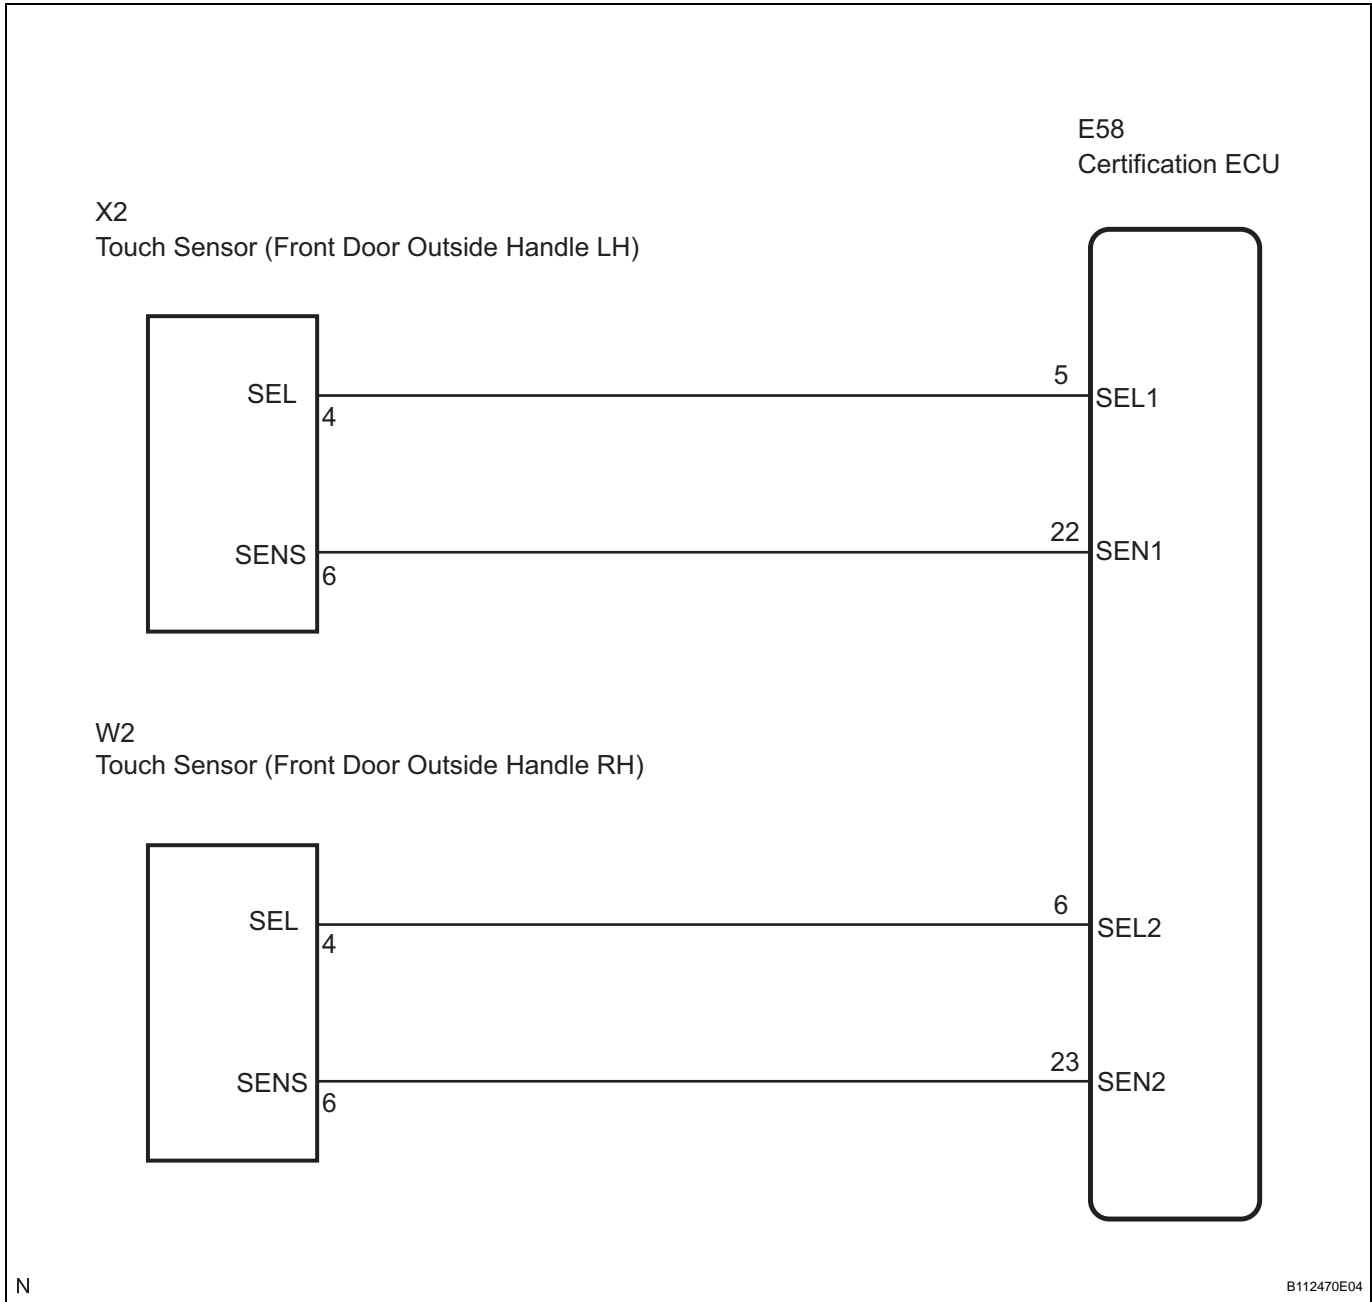 E58
Certification ECU
X2
Touch Sensor (Front Door Outside Handle LH)
SEL
4
5
SEL1
SENS
6
22
SEN1
W2
Touch Sensor (Front Door Outside Handle RH)
SEL
4
6
SEL2
SENS
6
23
SEN2
N
B112470E04